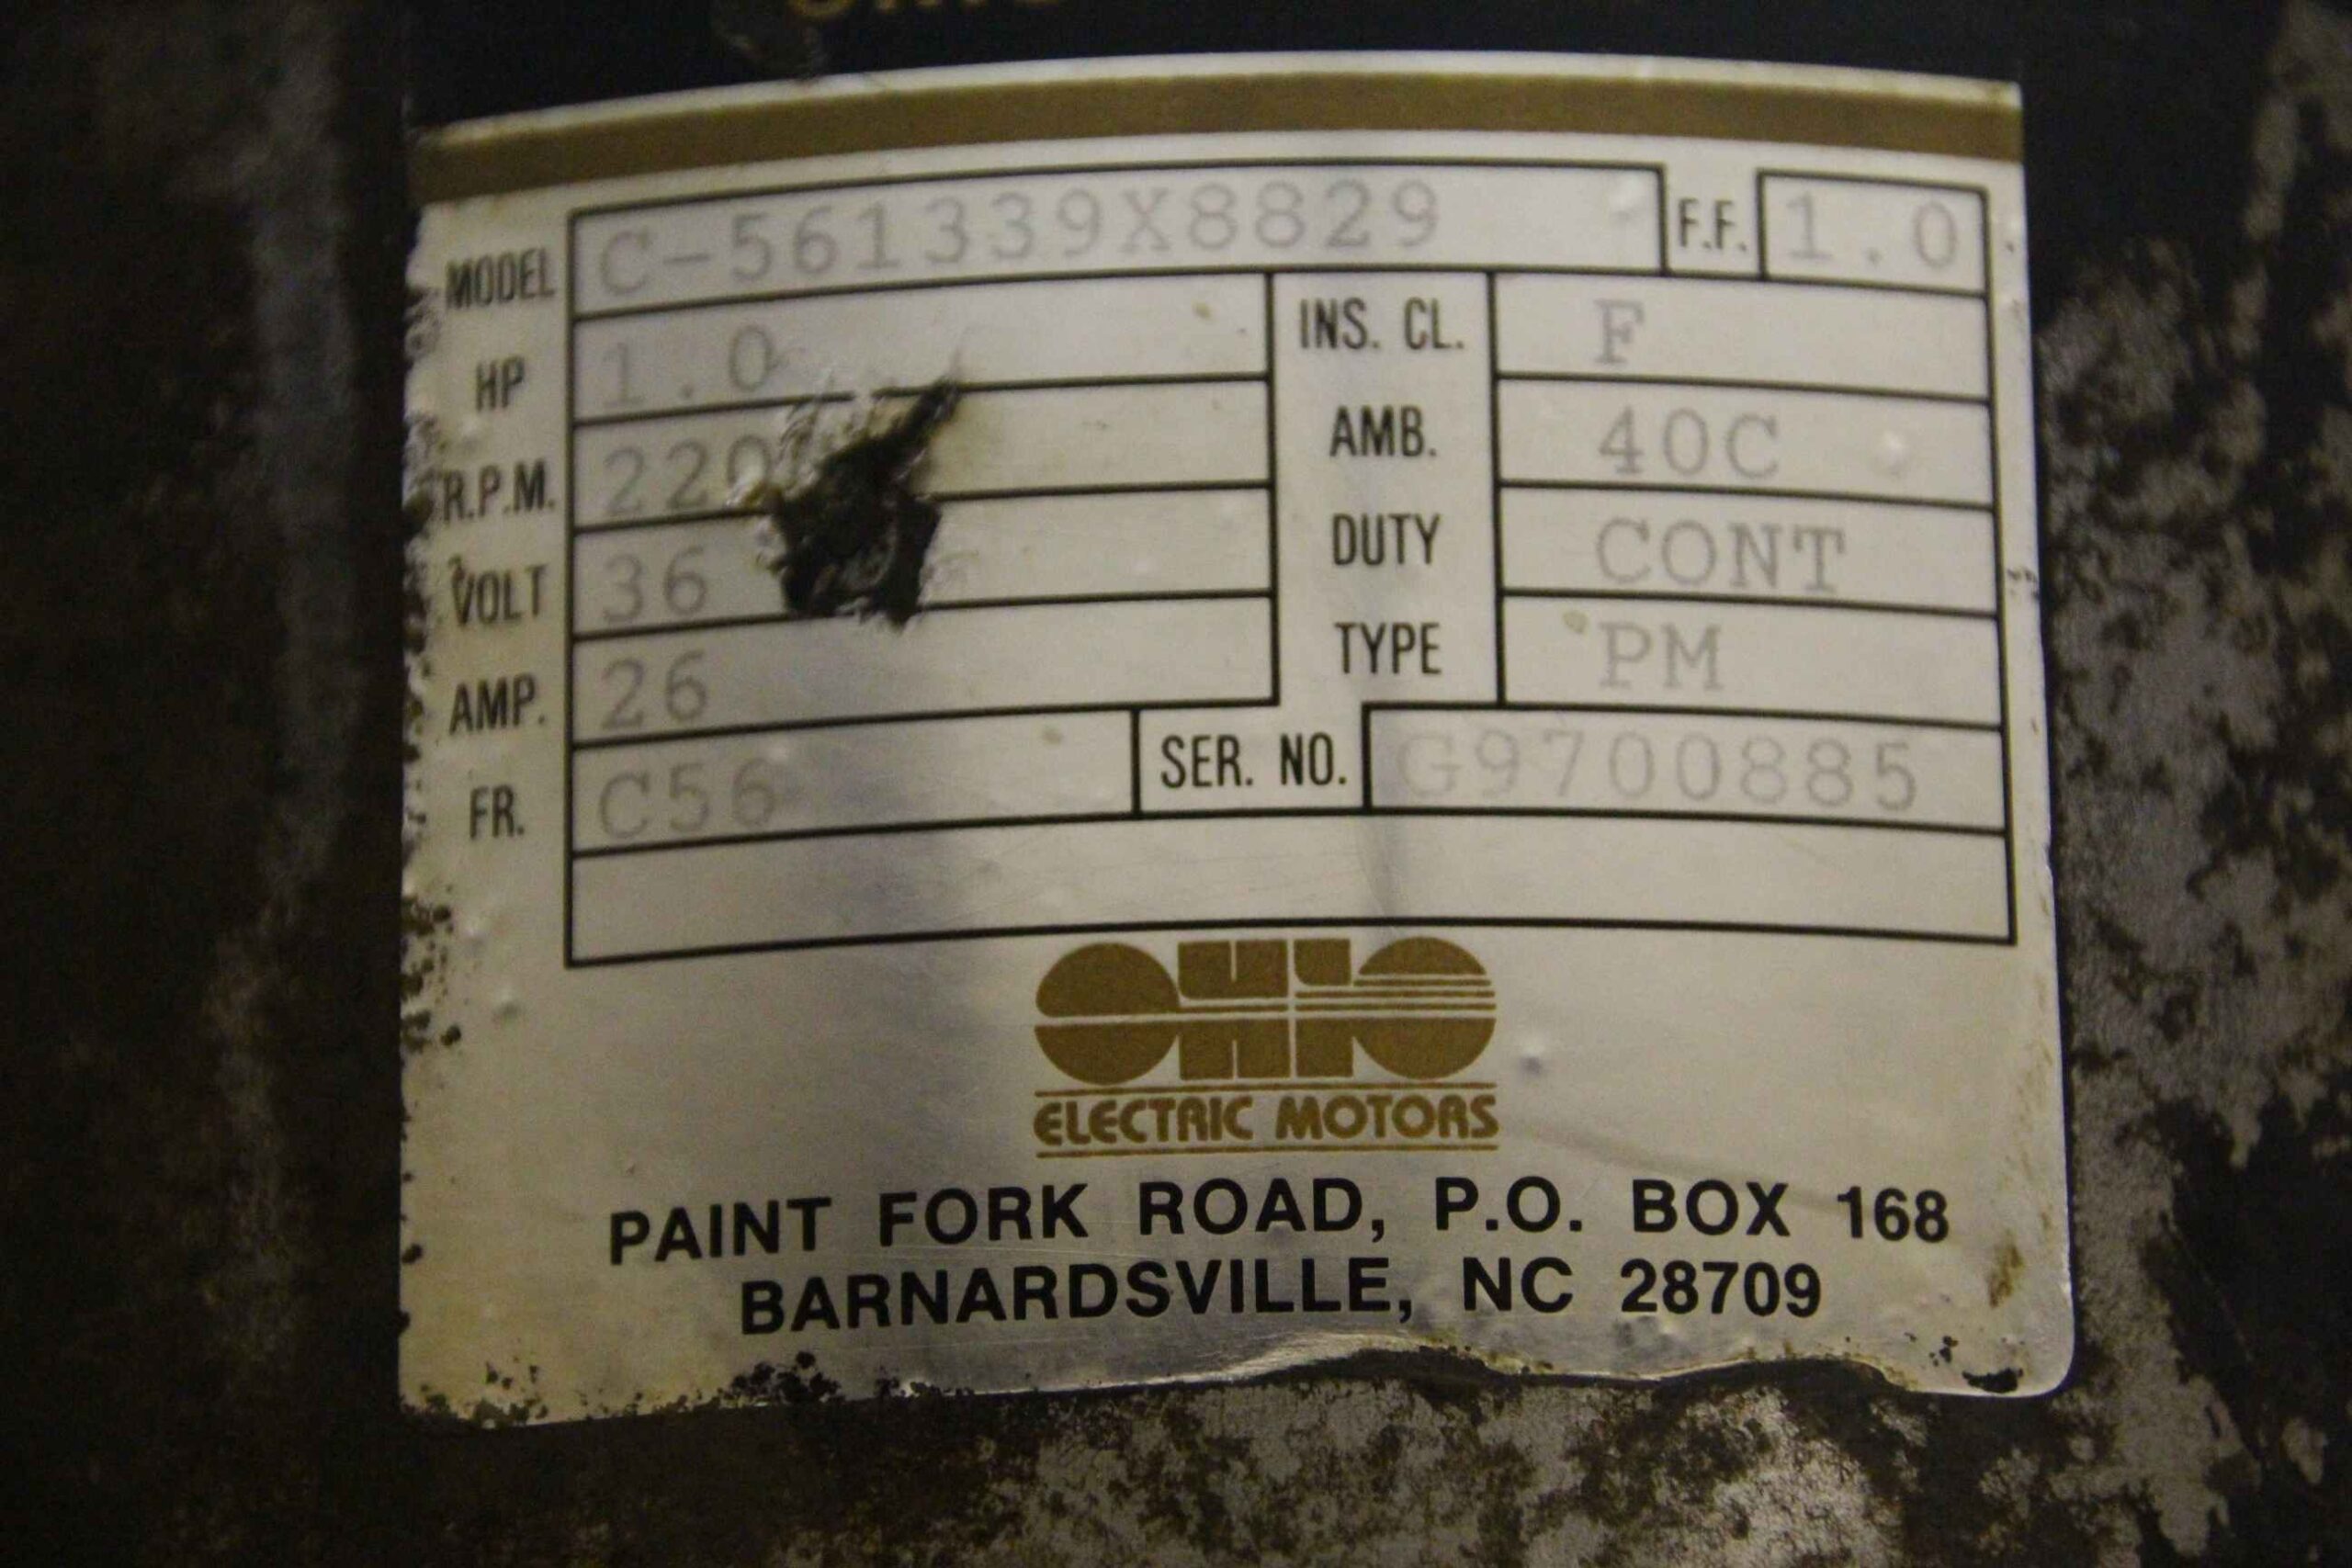 MODEL C-561339X8829 F.F. 1.0
HP 1.0 INS. CL. F
R.P.M. AMB. 40C
VOLT 36 DUTY CONT
AMP. 26 TYPE PM
FR. C56 SER. NO. G9700885
OHIO
ELECTRIC MOTORS
PAINT FORK ROAD, P.O. BOX 168
BARNARDSVILLE, NC 28709